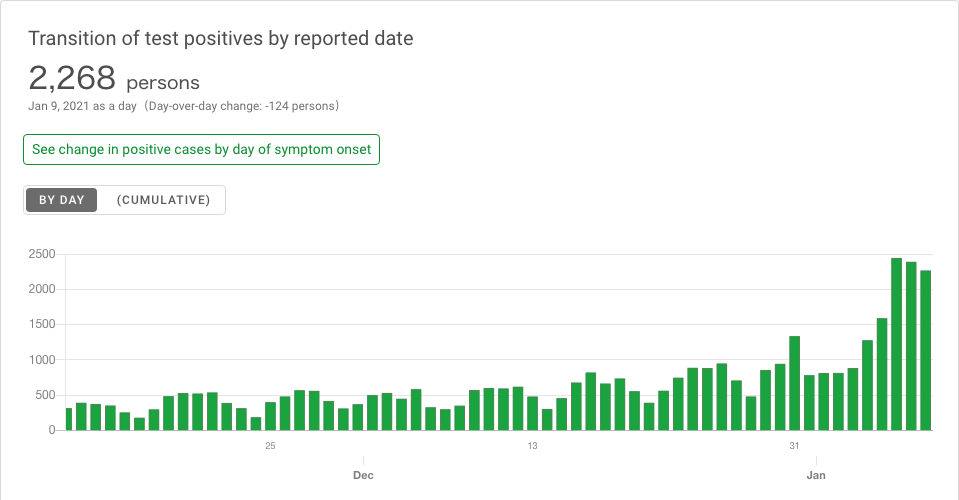 Transition of test positives by reported date
2,268 persons
Jan 9, 2021 as a day（Day-over-day change: -124 persons）
See change in positive cases by day of symptom onset
BY DAY (CUMULATIVE)
2500
2000
1500
1000
500
0
25 13 31
Dec Jan